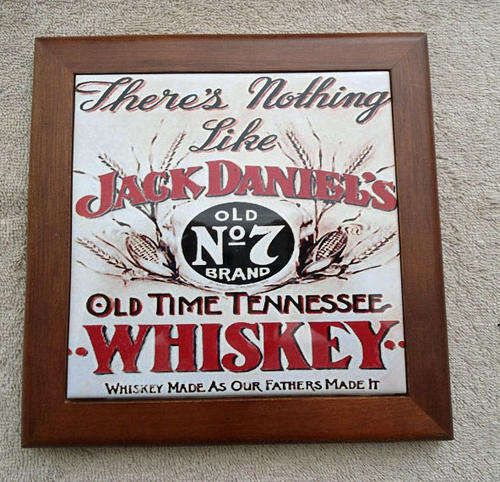 There's Nothing
Like
JACK DANIEL'S
OLD
Nº7
BRAND
OLD TIME TENNESSEE
·WHISKEY·
WHISKEY MADE AS OUR FATHERS MADE IT